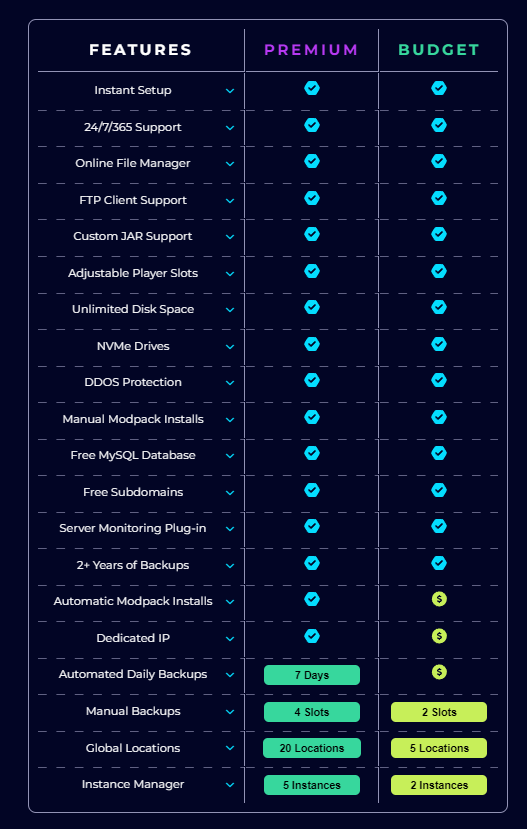 FEATURES PREMIUM BUDGET
Instant Setup
24/7/365 Support
Online File Manager
FTP Client Support
Custom JAR Support
Adjustable Player Slots
Unlimited Disk Space
NVMe Drives
DDOS Protection
Manual Modpack Installs
Free MySQL Database
Free Subdomains
Server Monitoring Plug-in
2+ Years of Backups
Automatic Modpack Installs $
Dedicated IP $
Automated Daily Backups 7 Days $
Manual Backups 4 Slots 2 Slots
Global Locations 20 Locations 5 Locations
Instance Manager 5 Instances 2 Instances